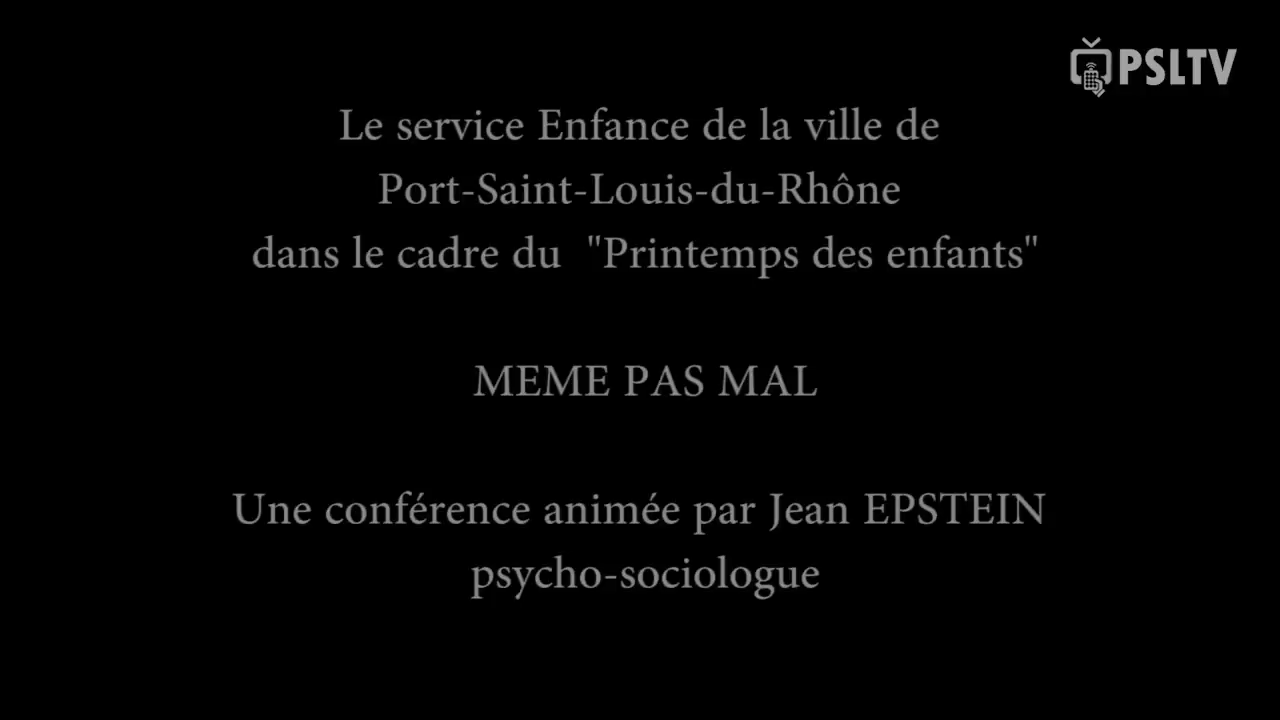 PSLTV
Le service Enfance de la ville de
Port-Saint-Louis-du-Rhône
dans le cadre du  "Printemps des enfants"
MEME PAS MAL
Une conférence animée par Jean EPSTEIN
psycho-sociologue